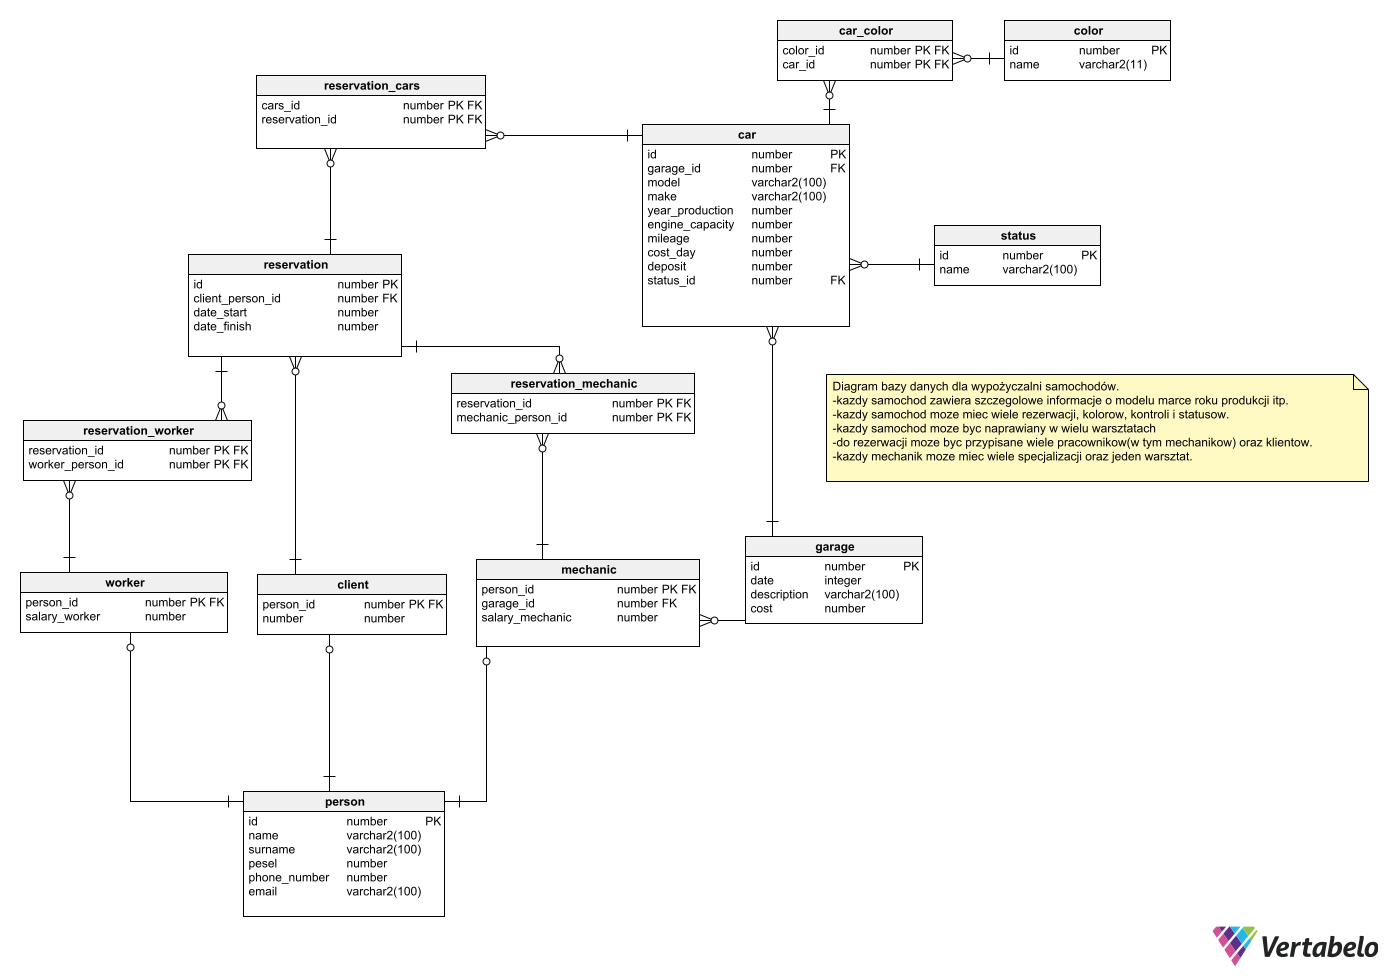 car_color
color_id number PK FK
car_id number PK FK
color
id number PK
name varchar2(11)
reservation_cars
cars_id number PK FK
reservation_id number PK FK
car
id number PK
garage_id number FK
model varchar2(100)
make varchar2(100)
year_production number
engine_capacity number
mileage number
cost_day number
deposit number
status_id number FK
status
id number PK
name varchar2(100)
reservation
id number PK
client_person_id number FK
date_start number
date_finish number
reservation_mechanic
reservation_id number PK FK
mechanic_person_id number PK FK
Diagram bazy danych dla wypożyczalni samochodów.
-kazdy samochod zawiera szczegolowe informacje o modelu marce roku produkcji itp.
-kazdy samochod moze miec wiele rezerwacji, kolorow, kontroli i statusow.
-kazdy samochod moze byc naprawiany w wielu warsztatach
-do rezerwacji moze byc przypisane wiele pracownikow(w tym mechanikow) oraz klientow.
-kazdy mechanik moze miec wiele specjalizacji oraz jeden warsztat.
reservation_worker
reservation_id number PK FK
worker_person_id number PK FK
worker
person_id number PK FK
salary_worker number
client
person_id number PK FK
number number
mechanic
person_id number PK FK
garage_id number FK
salary_mechanic number
garage
id number PK
date integer
description varchar2(100)
cost number
person
id number PK
name varchar2(100)
surname varchar2(100)
pesel number
phone_number number
email varchar2(100)
Vertabelo